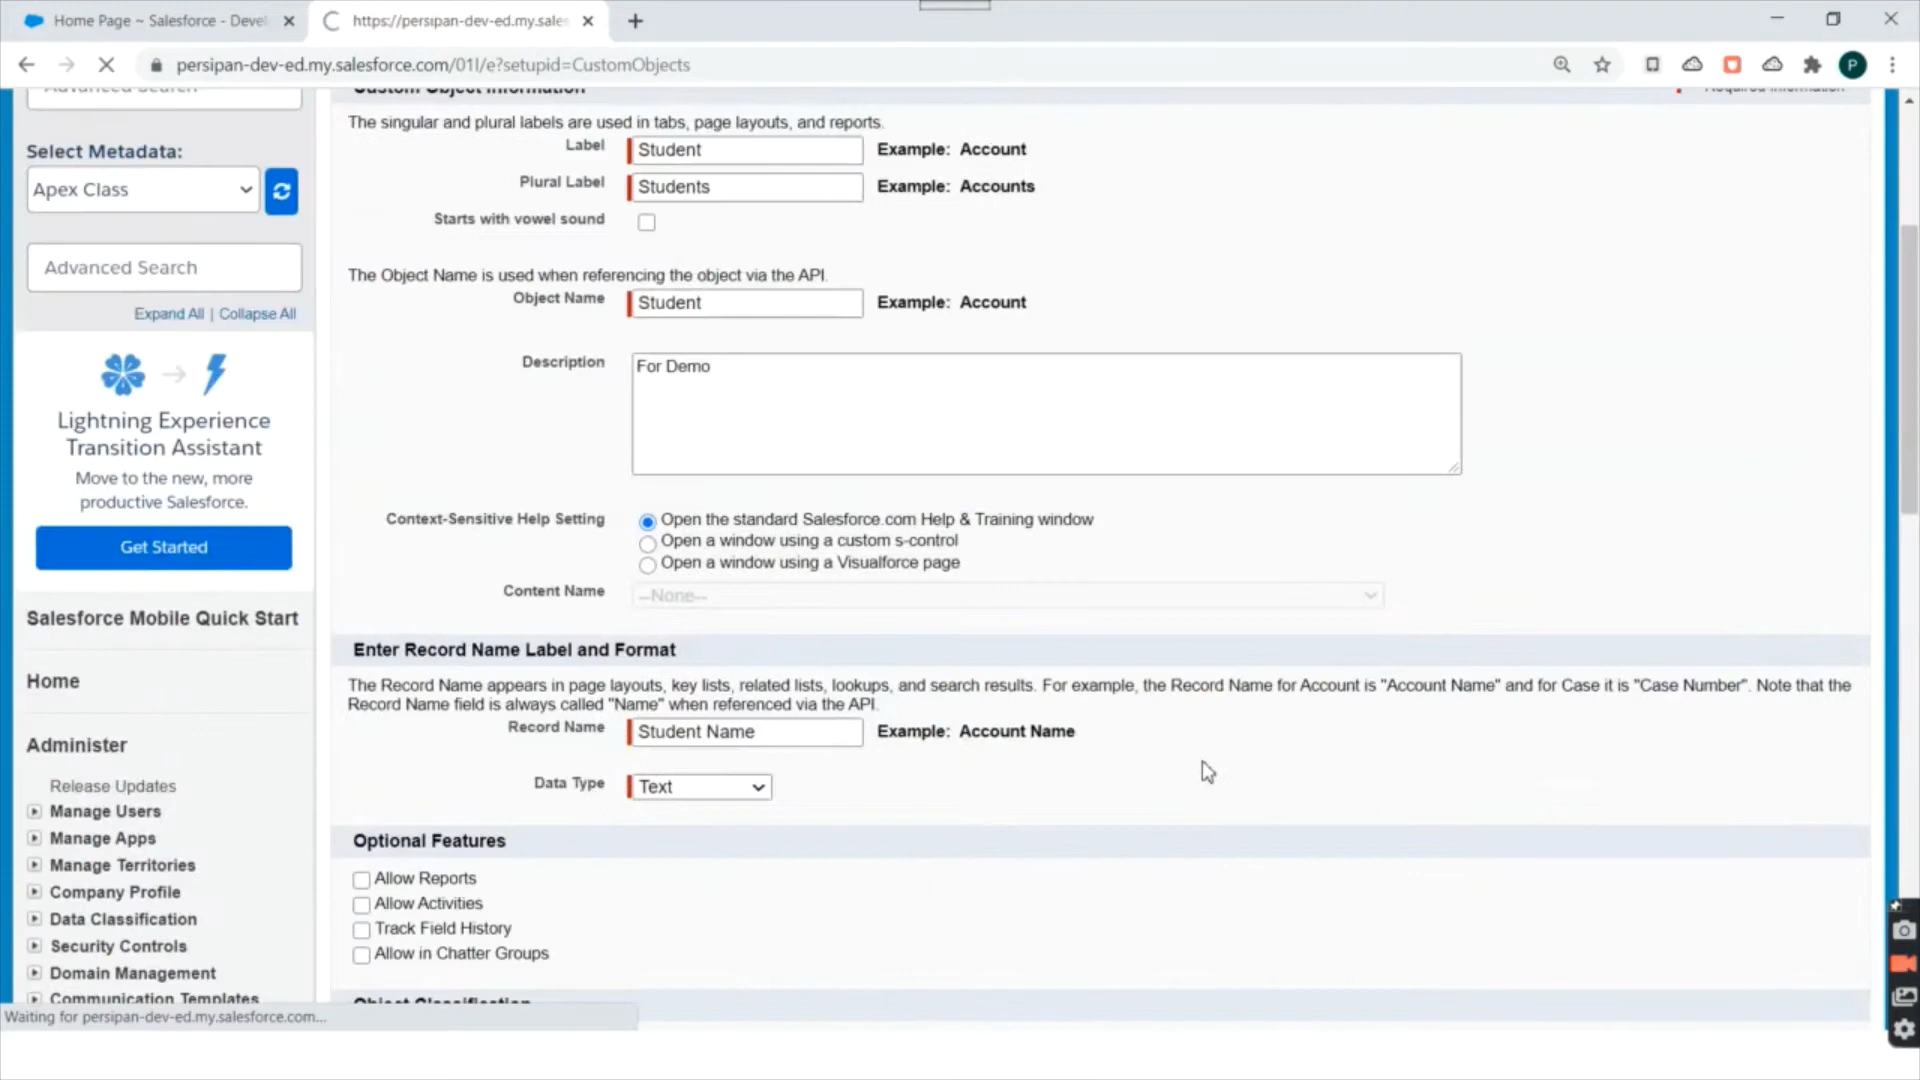 Home Page ~ Salesforce - Devel
https://persipan-dev-ed.my.sales
persipan-dev-ed.my.salesforce.com/01I/e?setupid=CustomObjects
P
Advanced Search
Select Metadata:
Apex Class
Advanced Search
Expand All | Collapse All
Lightning Experience
Transition Assistant
Move to the new, more
productive Salesforce.
Get Started
Salesforce Mobile Quick Start
Home
Administer
Release Updates
Manage Users
Manage Apps
Manage Territories
Company Profile
Data Classification
Security Controls
Domain Management
Communication Templates
Waiting for persipan-dev-ed.my.salesforce.com...
Custom Object Information
Required Information
The singular and plural labels are used in tabs, page layouts, and reports.
Label Student Example: Account
Plural Label Students Example: Accounts
Starts with vowel sound
The Object Name is used when referencing the object via the API.
Object Name Student Example: Account
Description For Demo
Context-Sensitive Help Setting Open the standard Salesforce.com Help & Training window
Open a window using a custom s-control
Open a window using a Visualforce page
Content Name --None--
Enter Record Name Label and Format
The Record Name appears in page layouts, key lists, related lists, lookups, and search results. For example, the Record Name for Account is "Account Name" and for Case it is "Case Number". Note that the
Record Name field is always called "Name" when referenced via the API.
Record Name Student Name Example: Account Name
Data Type Text
Optional Features
Allow Reports
Allow Activities
Track Field History
Allow in Chatter Groups
Object Classification